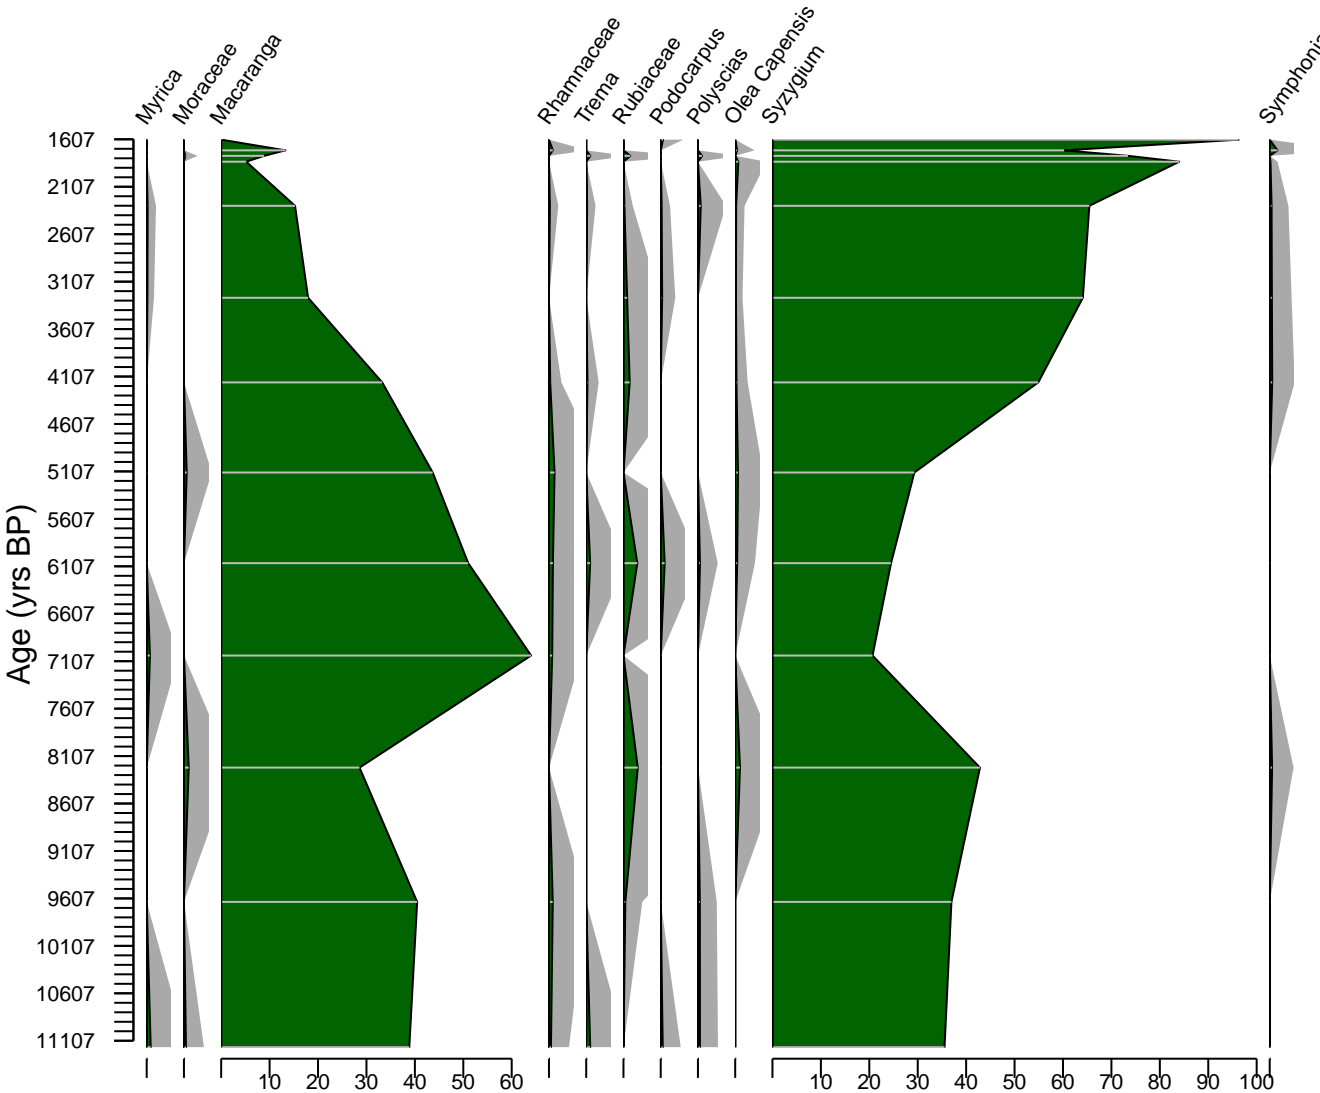 Myrica
Moraceae
Macaranga
Rhamnaceae
Trema
Rubiaceae
Podocarpus
Polyscias
Olea Capensis
Syzygium
Symphonia
Age (yrs BP)
1607
2107
2607
3107
3607
4107
4607
5107
5607
6107
6607
7107
7607
8107
8607
9107
9607
10107
10607
11107
10 20 30 40 50 60 10 20 30 40 50 60 70 80 90 100